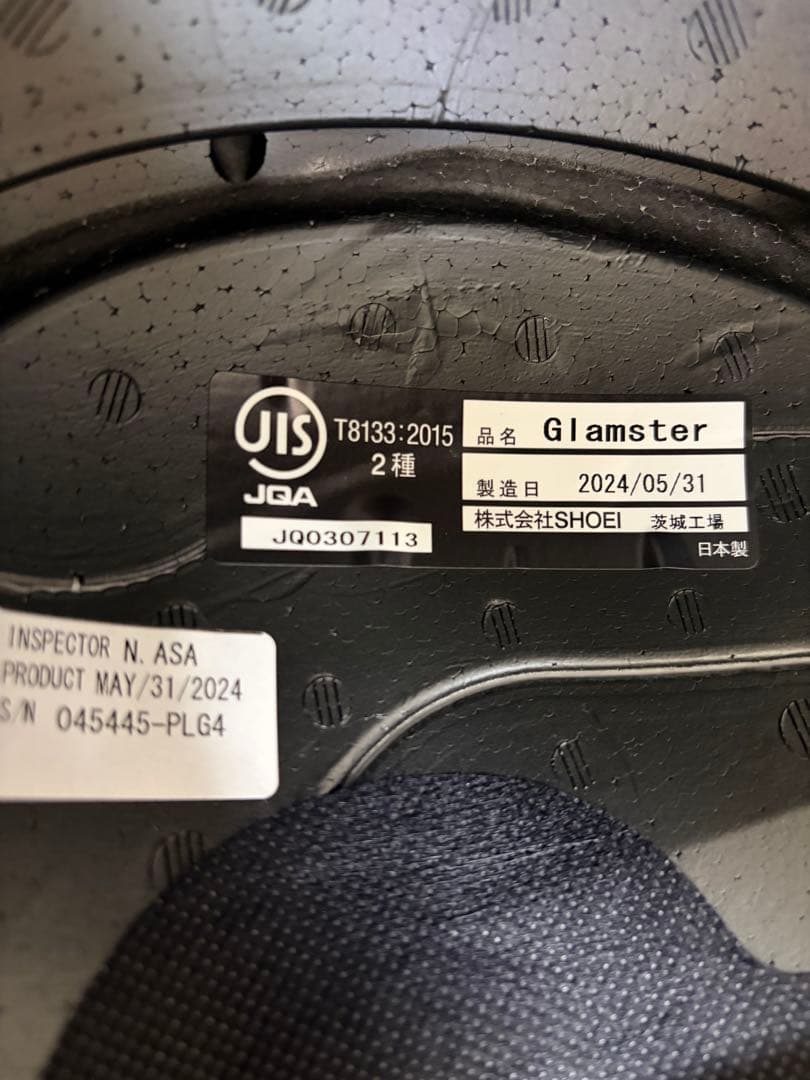 JIS
JQA
T8133:2015
2種
JQ0307113
品名 Glamster
製造日 2024/05/31
株式会社SHOEI 茨城工場
日本製
INSPECTOR N. ASA
PRODUCT MAY/31/2024
S/N 045445-PLG4